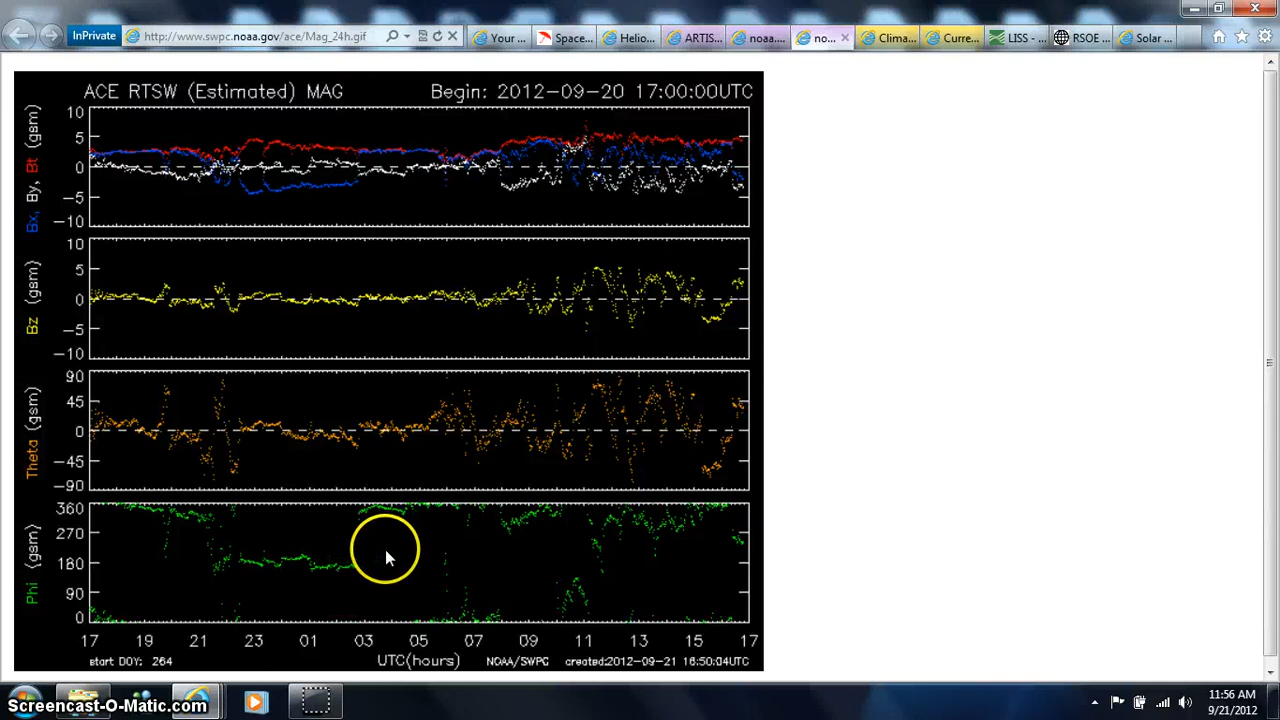 InPrivate
http://www.swpc.noaa.gov/ace/Mag_24h.gif
Your ...
Space...
Helio...
ARTIS...
noaa....
no...
Clima...
Curre...
LISS - ...
RSOE ...
Solar ...
ACE RTSW (Estimated) MAG
Begin: 2012-09-20 17:00:00UTC
Bx, By, Bt (gsm)
10
5
0
-5
-10
Bz (gsm)
10
5
0
-5
-10
Theta (gsm)
90
45
0
-45
-90
Phi (gsm)
360
270
180
90
0
17 19 21 23 01 03 05 07 09 11 13 15 17
start DOY: 264
UTC(hours)
NOAA/SWPC
created:2012-09-21 16:50:04UTC
Screencast-O-Matic.com
11:56 AM
9/21/2012